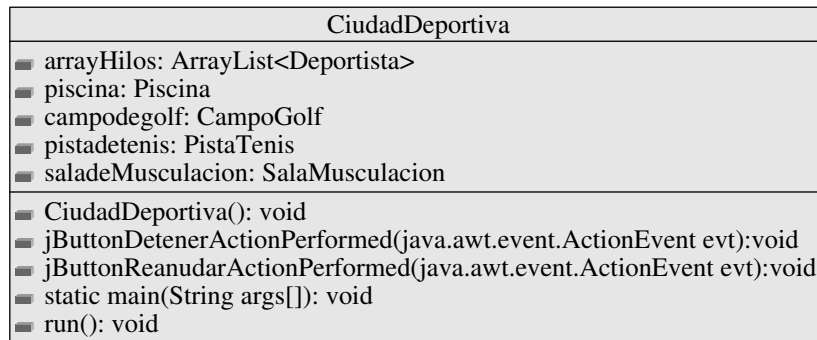 CiudadDeportiva
arrayHilos: ArrayList<Deportista>
piscina: Piscina
campodegolf: CampoGolf
pistadetenis: PistaTenis
saladeMusculacion: SalaMusculacion
CiudadDeportiva(): void
jButtonDetenerActionPerformed(java.awt.event.ActionEvent evt):void
jButtonReanudarActionPerformed(java.awt.event.ActionEvent evt):void
static main(String args[]): void
run(): void